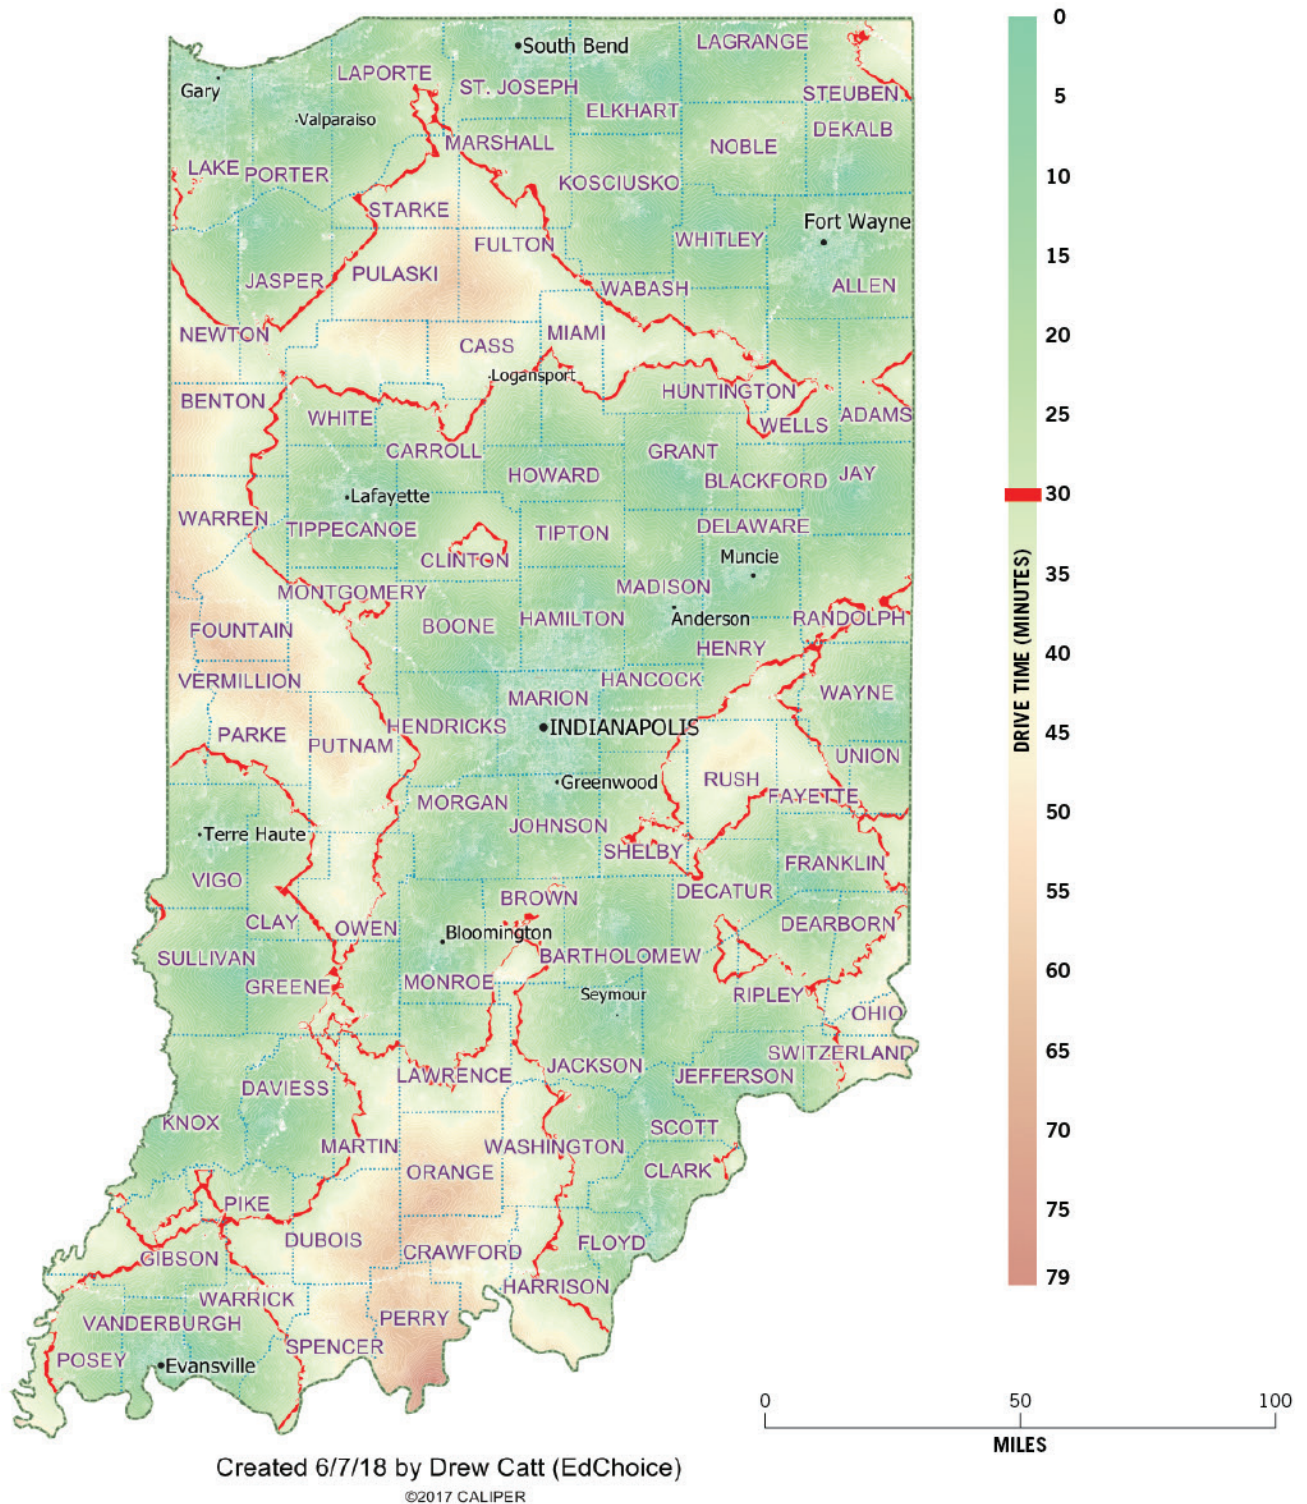 LAGRANGE
South Bend
LAPORTE
ST. JOSEPH
Gary
STEUBEN
ELKHART
Valparaiso
DEKALB
MARSHALL
NOBLE
LAKE
PORTER
KOSCIUSKO
STARKE
Fort Wayne
FULTON
WHITLEY
JASPER
PULASKI
WABASH
ALLEN
NEWTON
CASS
MIAMI
Logansport
BENTON
HUNTINGTON
WHITE
ADAMS
WELLS
CARROLL
GRANT
HOWARD
BLACKFORD
JAY
Lafayette
WARREN
TIPPECANOE
TIPTON
DELAWARE
CLINTON
Muncie
MONTGOMERY
MADISON
FOUNTAIN
BOONE
HAMILTON
Anderson
RANDOLPH
HENRY
VERMILLION
HANCOCK
MARION
WAYNE
PARKE
HENDRICKS
INDIANAPOLIS
PUTNAM
UNION
Greenwood
RUSH
MORGAN
FAYETTE
JOHNSON
Terre Haute
SHELBY
FRANKLIN
VIGO
DECATUR
BROWN
CLAY
OWEN
Bloomington
DEARBORN
SULLIVAN
BARTHOLOMEW
GREENE
MONROE
Seymour
RIPLEY
OHIO
SWITZERLAND
LAWRENCE
JACKSON
JEFFERSON
DAVIESS
KNOX
SCOTT
MARTIN
WASHINGTON
ORANGE
CLARK
PIKE
DUBOIS
FLOYD
GIBSON
CRAWFORD
HARRISON
WARRICK
VANDERBURGH
PERRY
SPENCER
POSEY
Evansville
0
5
10
15
20
25
30
35
40
45
50
55
60
65
70
75
79
DRIVE TIME (MINUTES)
0 50 100
MILES
Created 6/7/18 by Drew Catt (EdChoice)
©2017 CALIPER